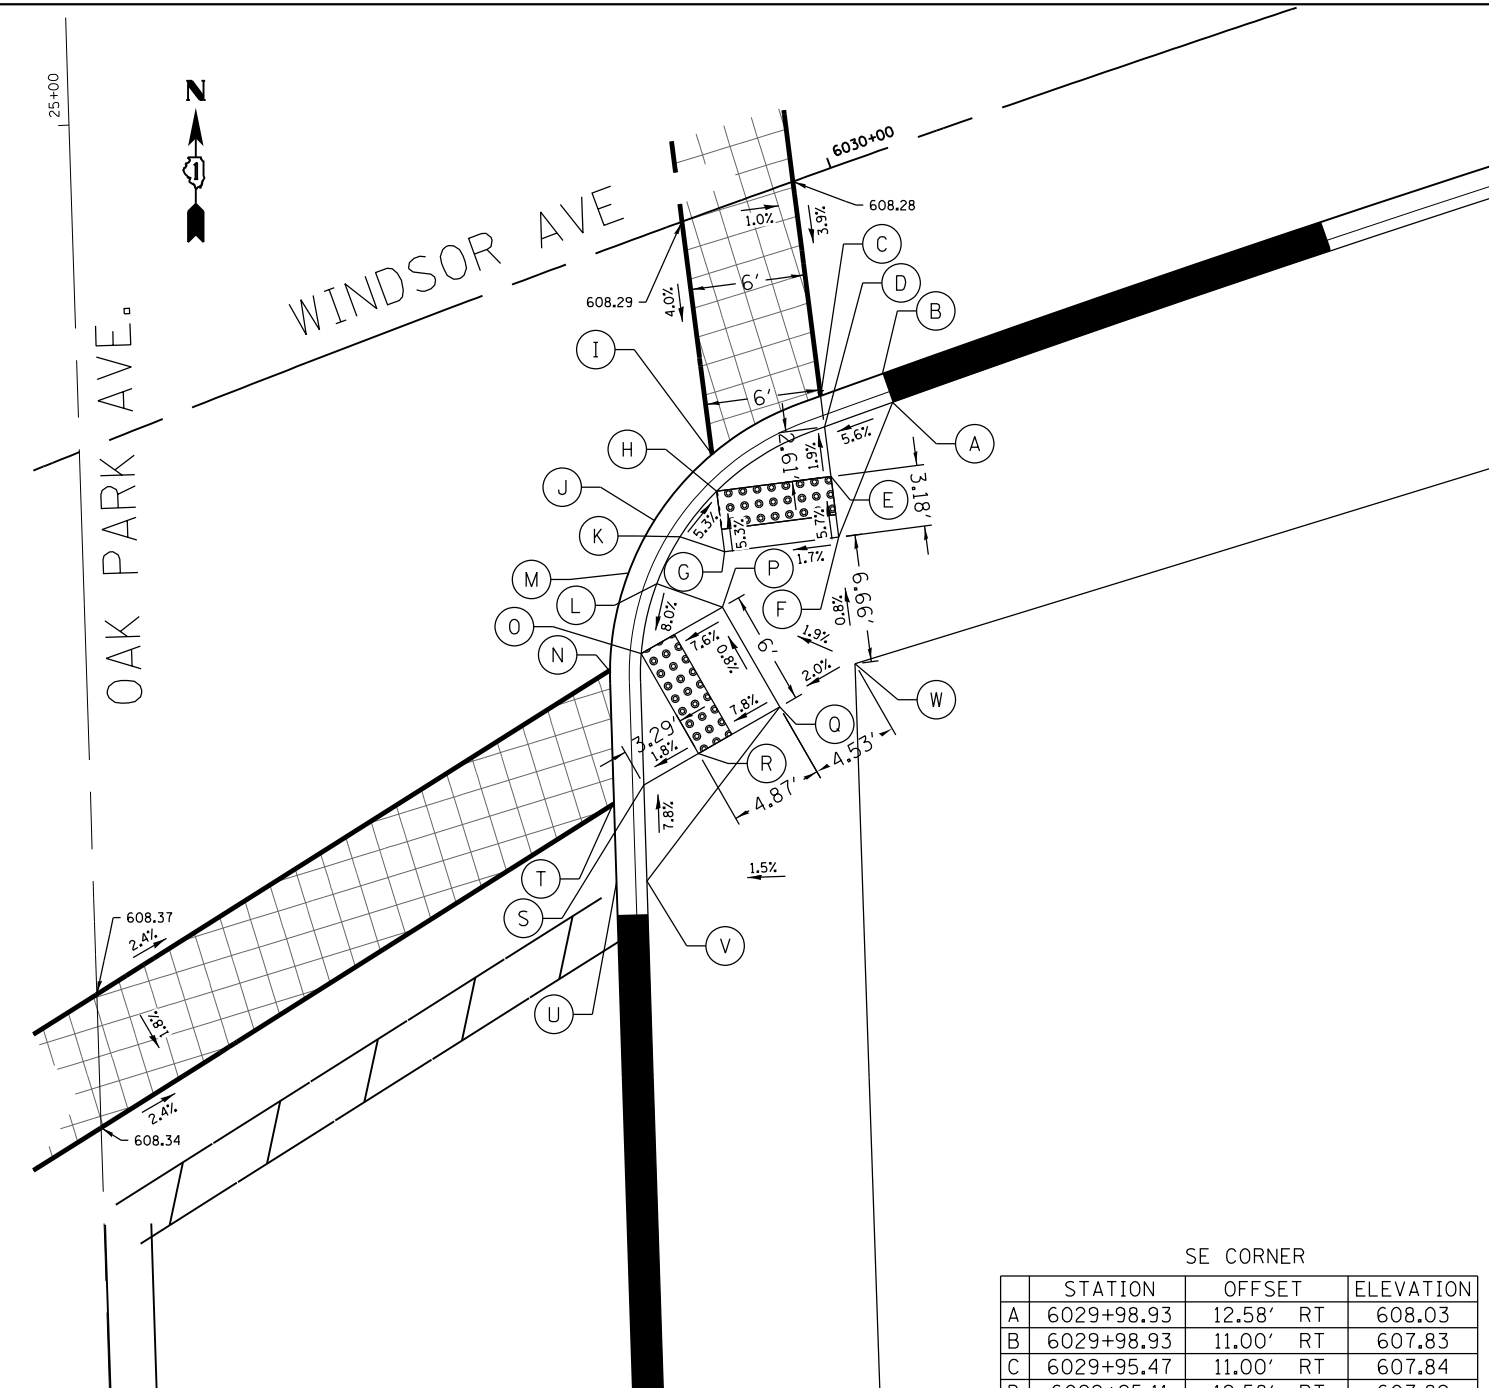 25+00
N
1
WINDSOR AVE
OAK PARK AVE.
6030+00
608.28
1.0%
3.9%
C
6'
608.29
4.0%
D
I
B
6'
H
2.61'
1.9%
5.6%
A
J
3.18'
E
K
5.3%
5.3%
5.7%
1.7%
G
P
M
L
F
6.66'
0.8%
8.0%
O
1.9%
7.6%
0.8%
6'
N
2.0%
W
7.8%
Q
3.29'
1.8%
R
4.53'
4.87'
7.8%
1.5%
T
S
608.37
2.4%
V
U
1.8%
2.4%
608.34
SE CORNER
STATION OFFSET ELEVATION
A 6029+98.93 12.58' RT 608.03
B 6029+98.93 11.00' RT 607.83
C 6029+95.47 11.00' RT 607.84